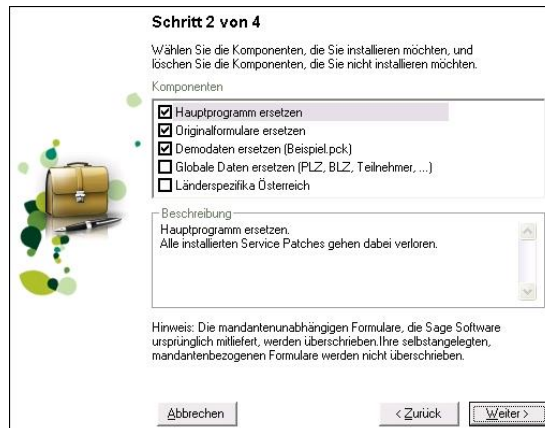 Schritt 2 von 4
Wählen Sie die Komponenten, die Sie installieren möchten, und
löschen Sie die Komponenten, die Sie nicht installieren möchten.
Komponenten
Hauptprogramm ersetzen
Originalformulare ersetzen
Demodaten ersetzen (Beispiel.pck)
Globale Daten ersetzen (PLZ, BLZ, Teilnehmer, ...)
Länderspezifika Österreich
Beschreibung
Hauptprogramm ersetzen.
Alle installierten Service Patches gehen dabei verloren.
Hinweis: Die mandantenunabhängigen Formulare, die Sage Software
ursprünglich mitliefert, werden überschrieben.Ihre selbstangelegten,
mandantenbezogenen Formulare werden nicht überschrieben.
Abbrechen
< Zurück
Weiter >